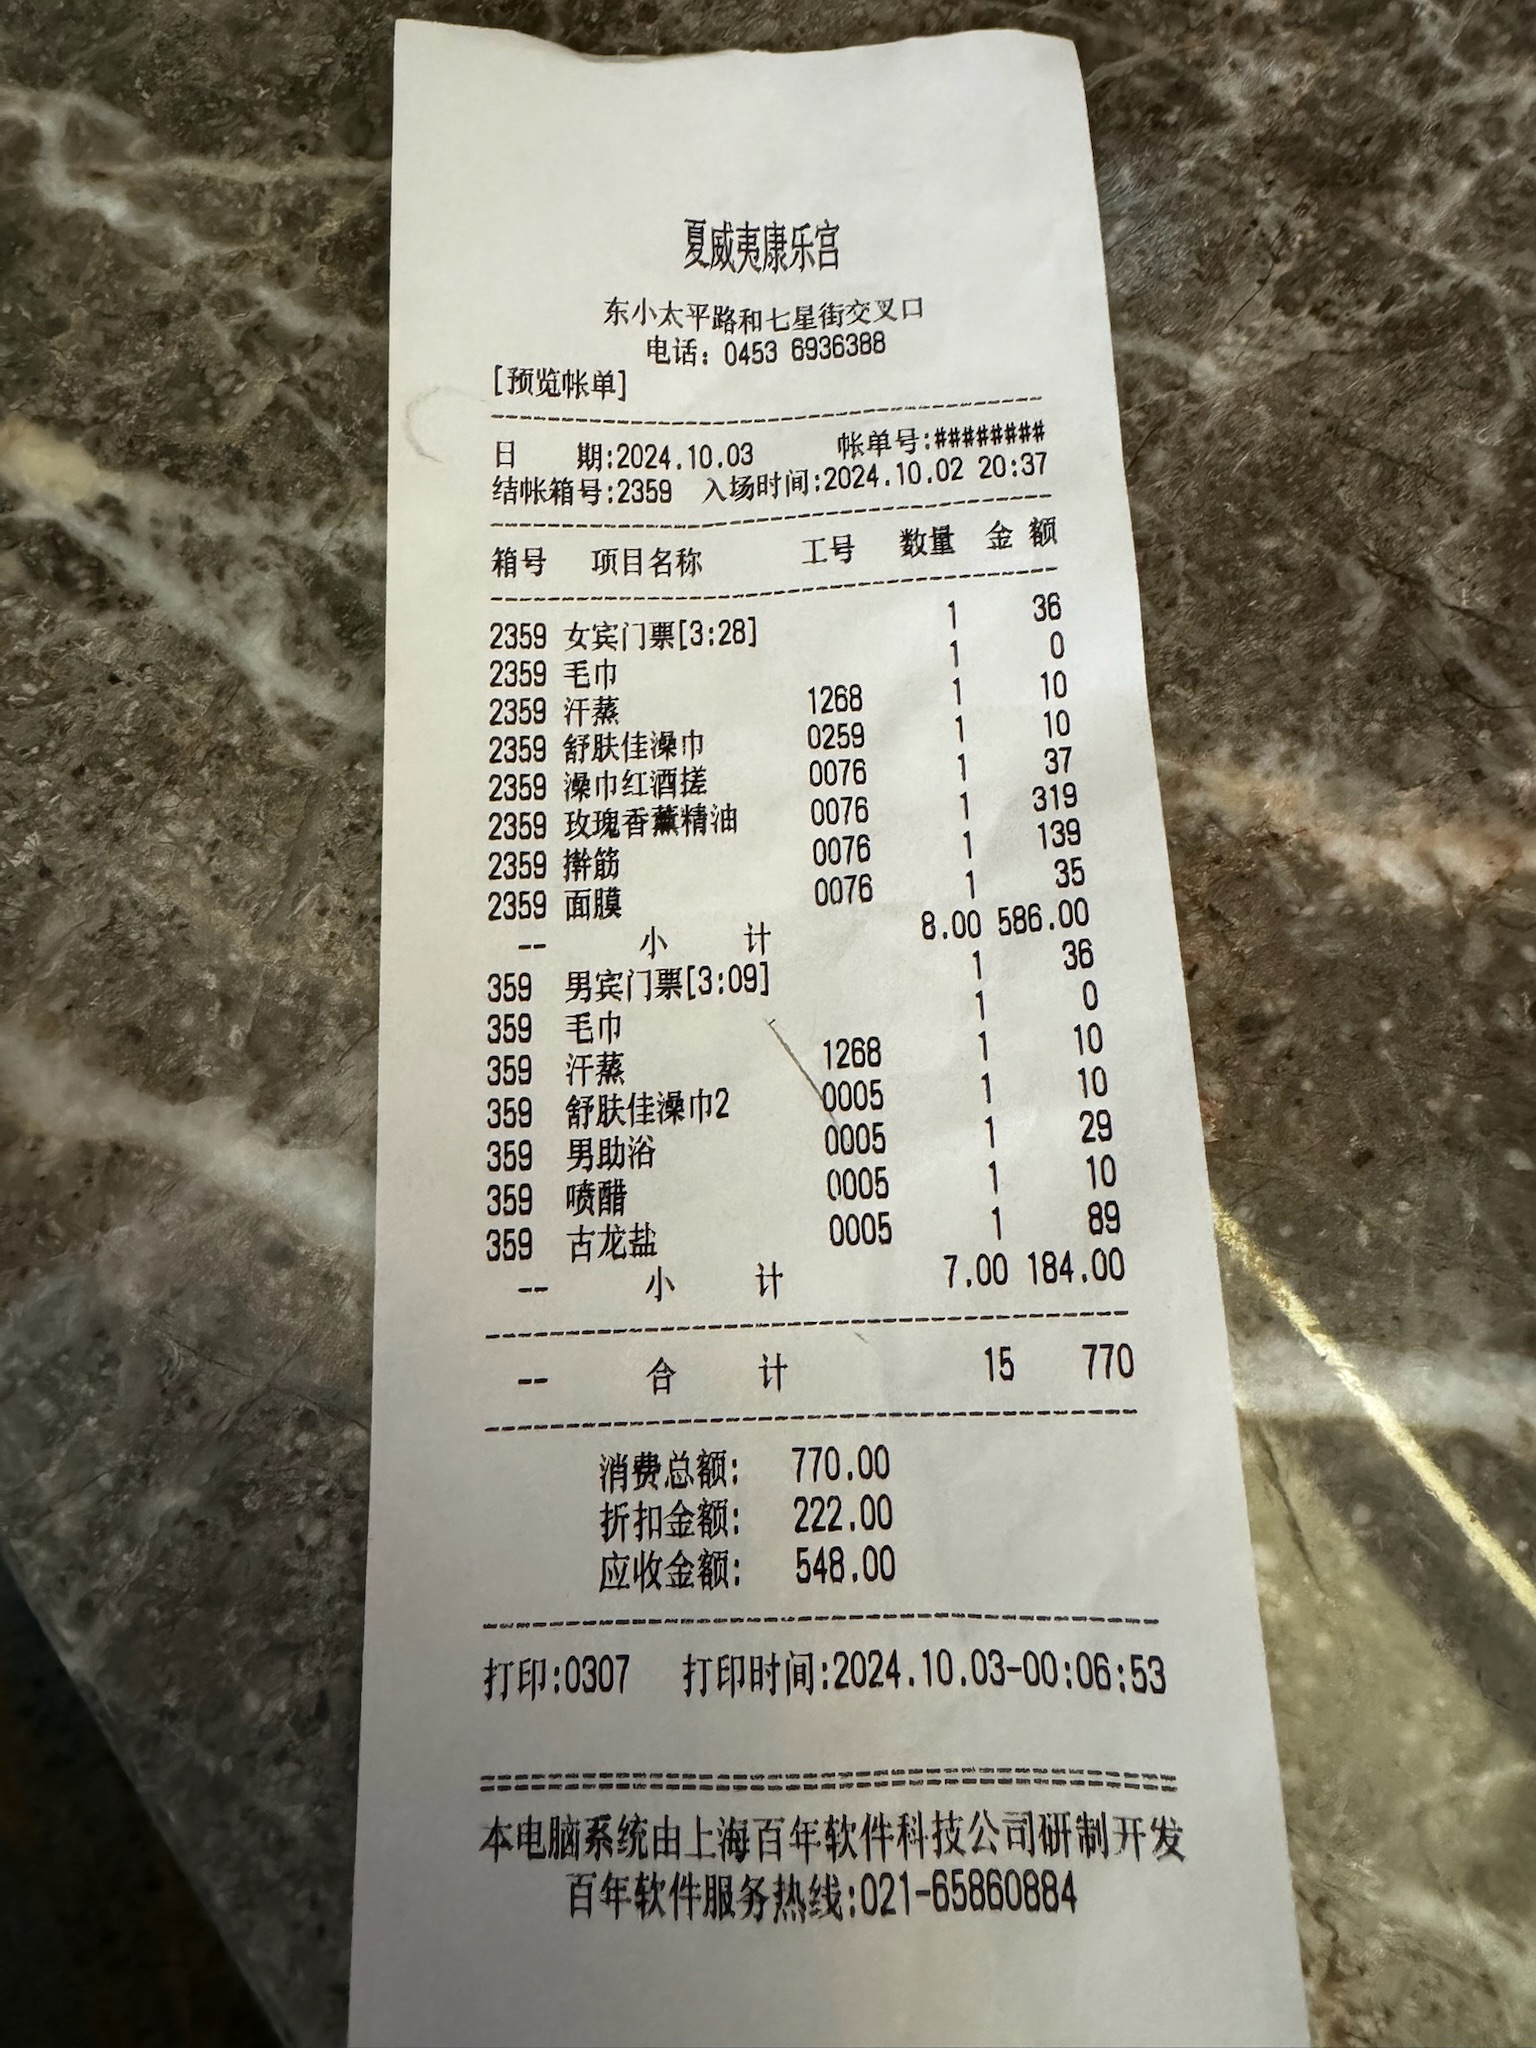 夏威夷康乐宫
东小太平路和七星街交叉口
电话：0453 6936388
[预览帐单]
日 期:2024.10.03 帐单号:########
结帐箱号:2359 入场时间:2024.10.02 20:37
箱号 项目名称 工号 数量 金 额
2359 女宾门票[3:28] 1 36
2359 毛巾 1 0
2359 汗蒸 1268 1 10
2359 舒肤佳澡巾 0259 1 10
2359 澡巾红酒搓 0076 1 37
2359 玫瑰香薰精油 0076 1 319
2359 擀筋 0076 1 139
2359 面膜 0076 1 35
-- 小 计 8.00 586.00
359 男宾门票[3:09] 1 36
359 毛巾 1 0
359 汗蒸 1268 1 10
359 舒肤佳澡巾2 0005 1 10
359 男助浴 0005 1 29
359 喷醋 0005 1 10
359 古龙盐 0005 1 89
-- 小 计 7.00 184.00
-- 合 计 15 770
消费总额: 770.00
折扣金额: 222.00
应收金额: 548.00
打印:0307 打印时间:2024.10.03-00:06:53
本电脑系统由上海百年软件科技公司研制开发
百年软件服务热线:021-65860884